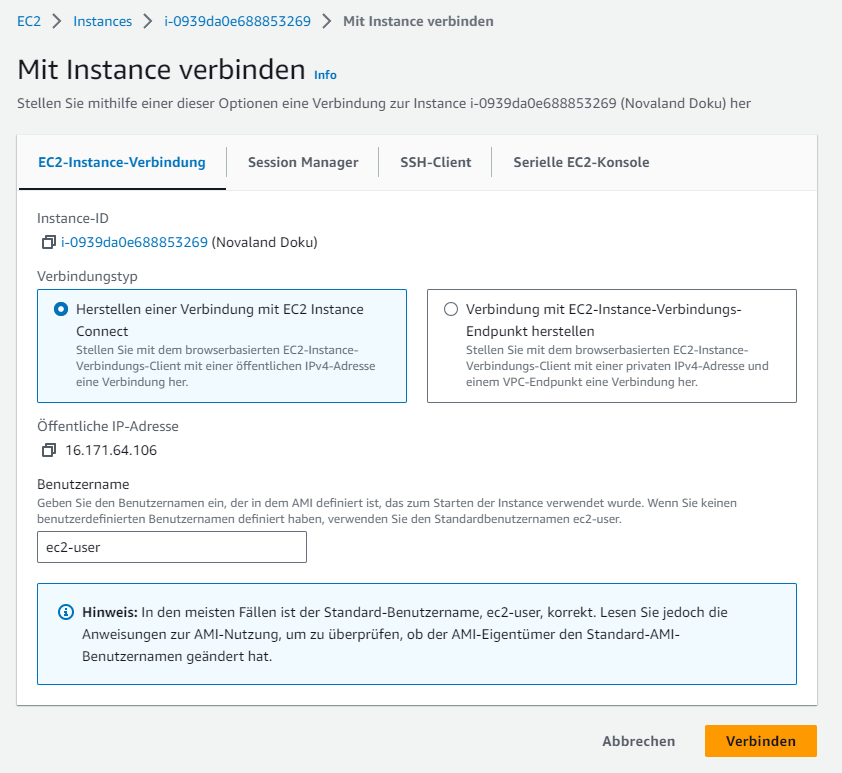 EC2 > Instances > i-0939da0e688853269 > Mit Instance verbinden
Mit Instance verbinden Info
Stellen Sie mithilfe einer dieser Optionen eine Verbindung zur Instance i-0939da0e688853269 (Novaland Doku) her
EC2-Instance-Verbindung Session Manager SSH-Client Serielle EC2-Konsole
Instance-ID
i-0939da0e688853269 (Novaland Doku)
Verbindungstyp
Herstellen einer Verbindung mit EC2 Instance
Connect
Stellen Sie mit dem browserbasierten EC2-Instance-
Verbindungs-Client mit einer öffentlichen IPv4-Adresse
eine Verbindung her.
Verbindung mit EC2-Instance-Verbindungs-
Endpunkt herstellen
Stellen Sie mit dem browserbasierten EC2-Instance-
Verbindungs-Client mit einer privaten IPv4-Adresse und
einem VPC-Endpunkt eine Verbindung her.
Öffentliche IP-Adresse
16.171.64.106
Benutzername
Geben Sie den Benutzernamen ein, der in dem AMI definiert ist, das zum Starten der Instance verwendet wurde. Wenn Sie keinen
benutzerdefinierten Benutzernamen definiert haben, verwenden Sie den Standardbenutzernamen ec2-user.
ec2-user
Hinweis: In den meisten Fällen ist der Standard-Benutzername, ec2-user, korrekt. Lesen Sie jedoch die
Anweisungen zur AMI-Nutzung, um zu überprüfen, ob der AMI-Eigentümer den Standard-AMI-
Benutzernamen geändert hat.
Abbrechen Verbinden